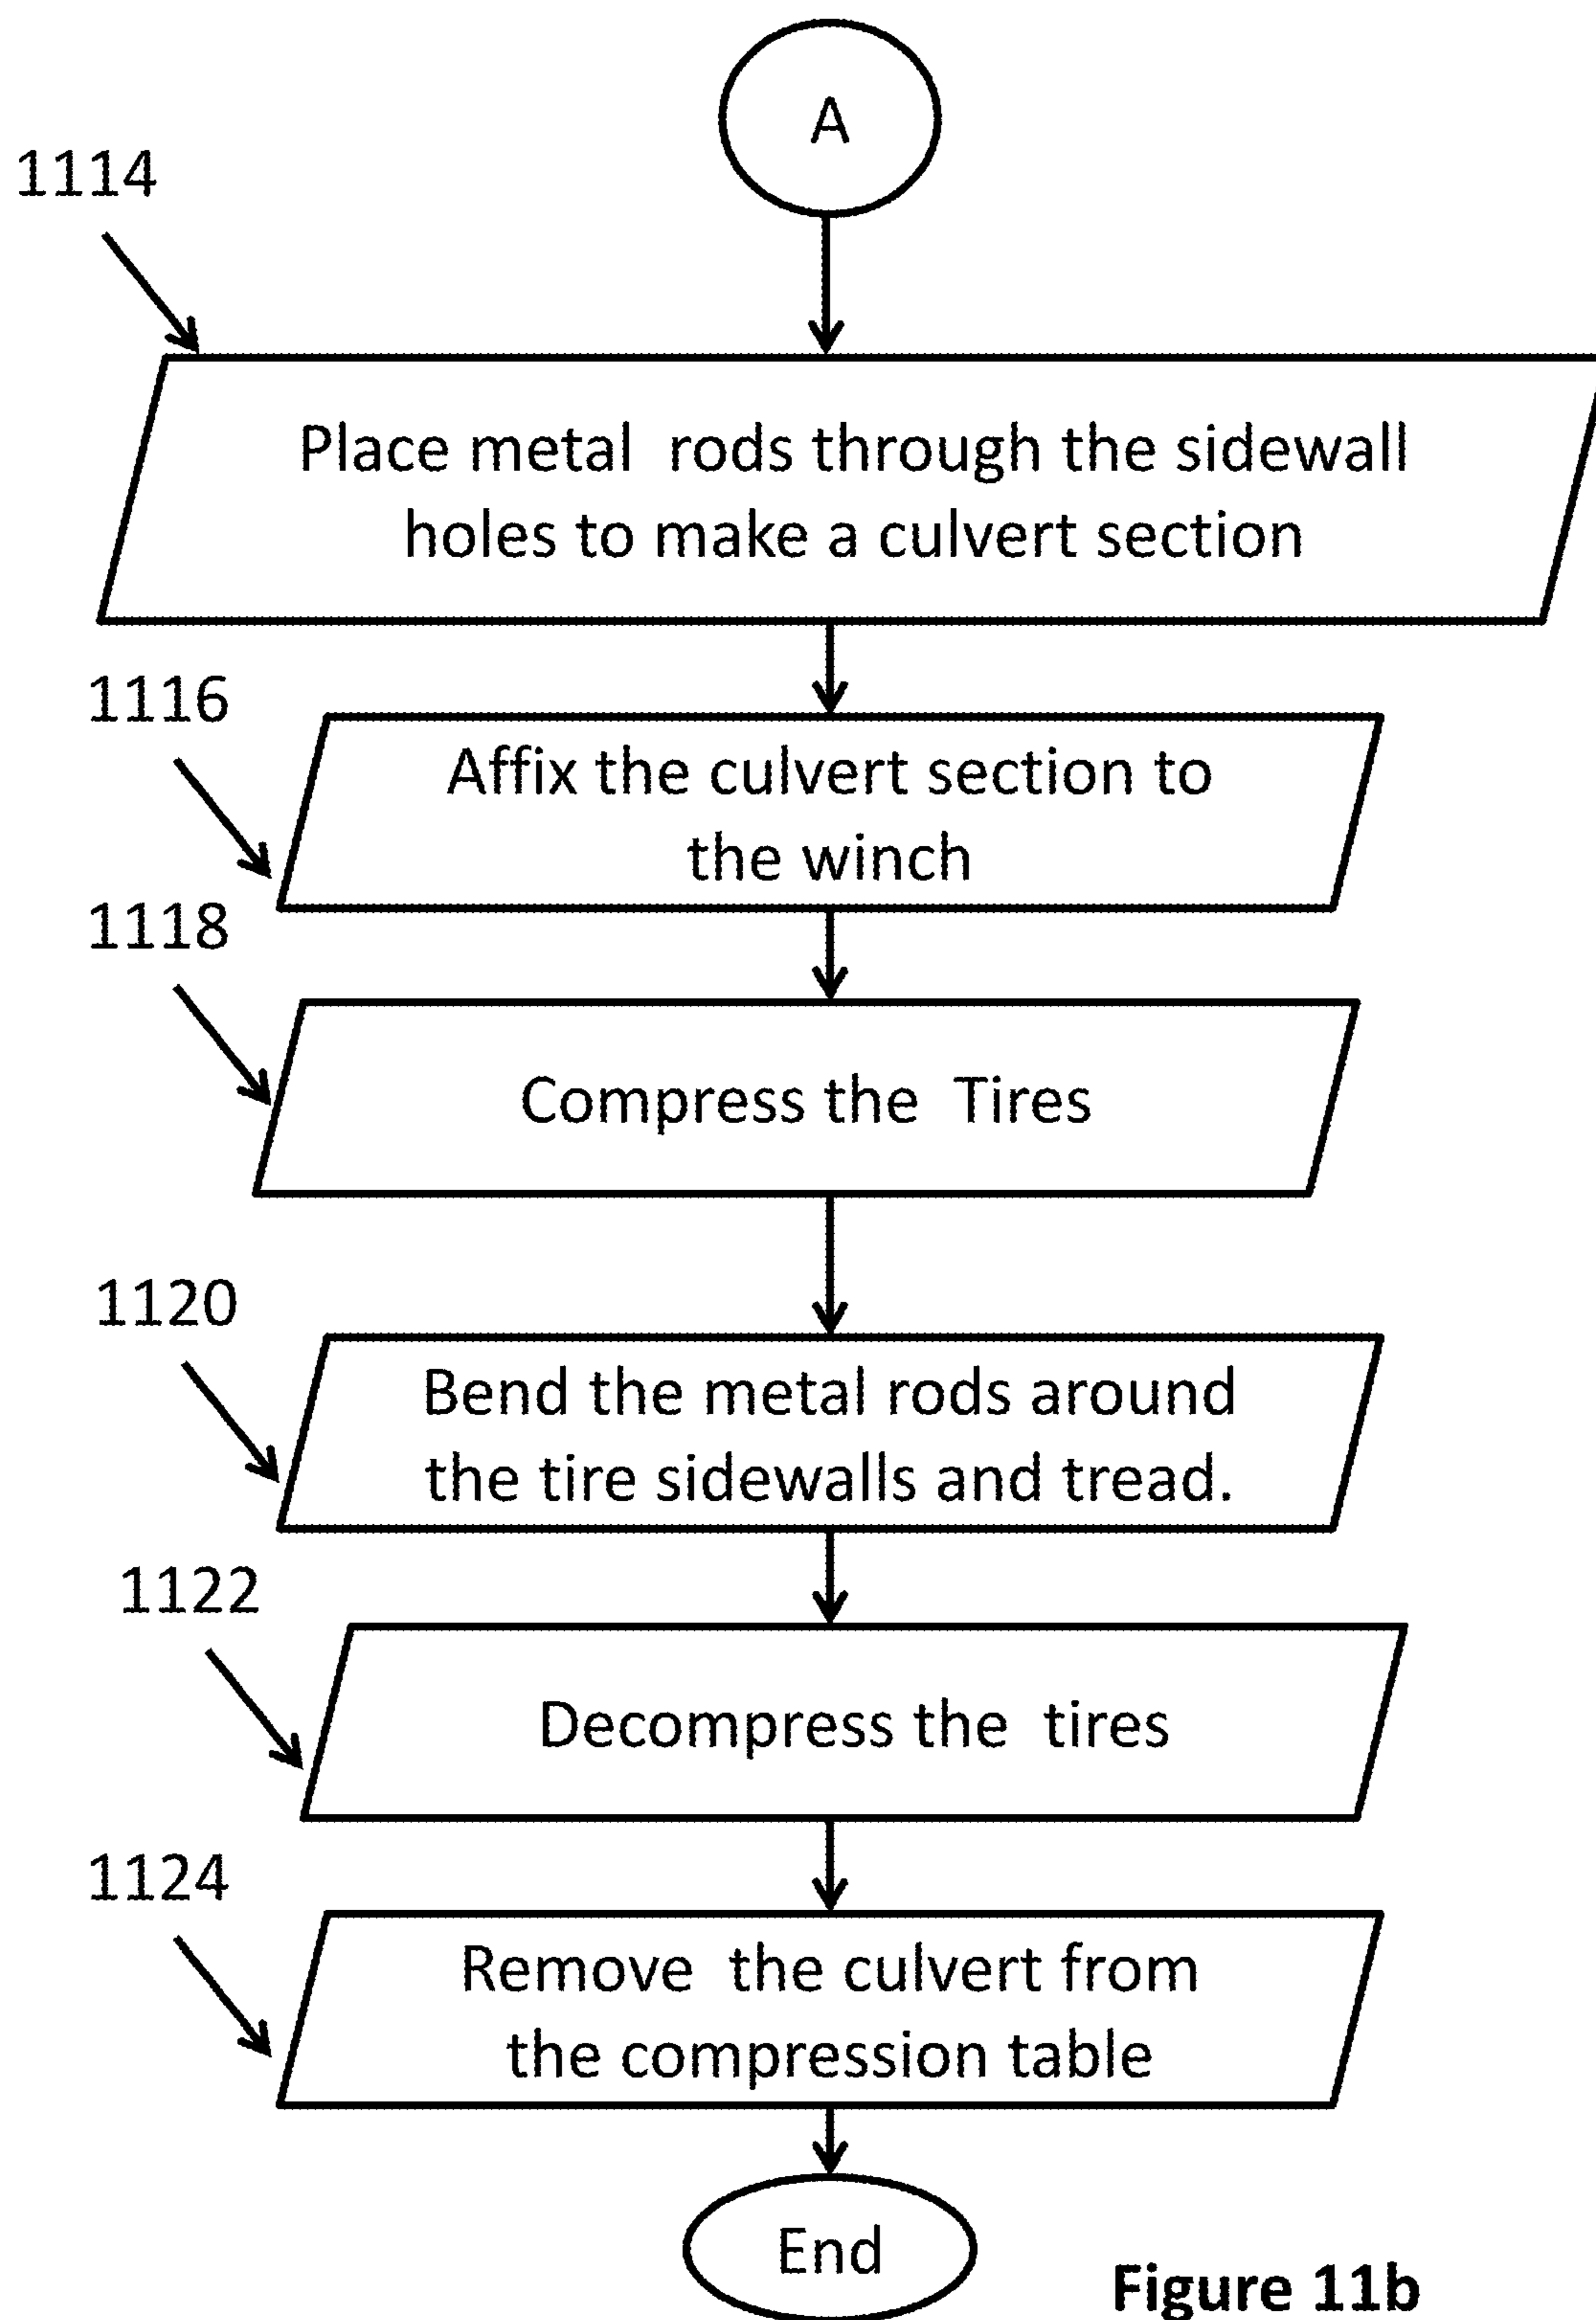 A
1114
Place metal rods through the sidewall
holes to make a culvert section
1116
Affix the culvert section to
the winch
1118
Compress the Tires
1120
Bend the metal rods around
the tire sidewalls and tread.
1122
Decompress the tires
1124
Remove the culvert from
the compression table
End
Figure 11b